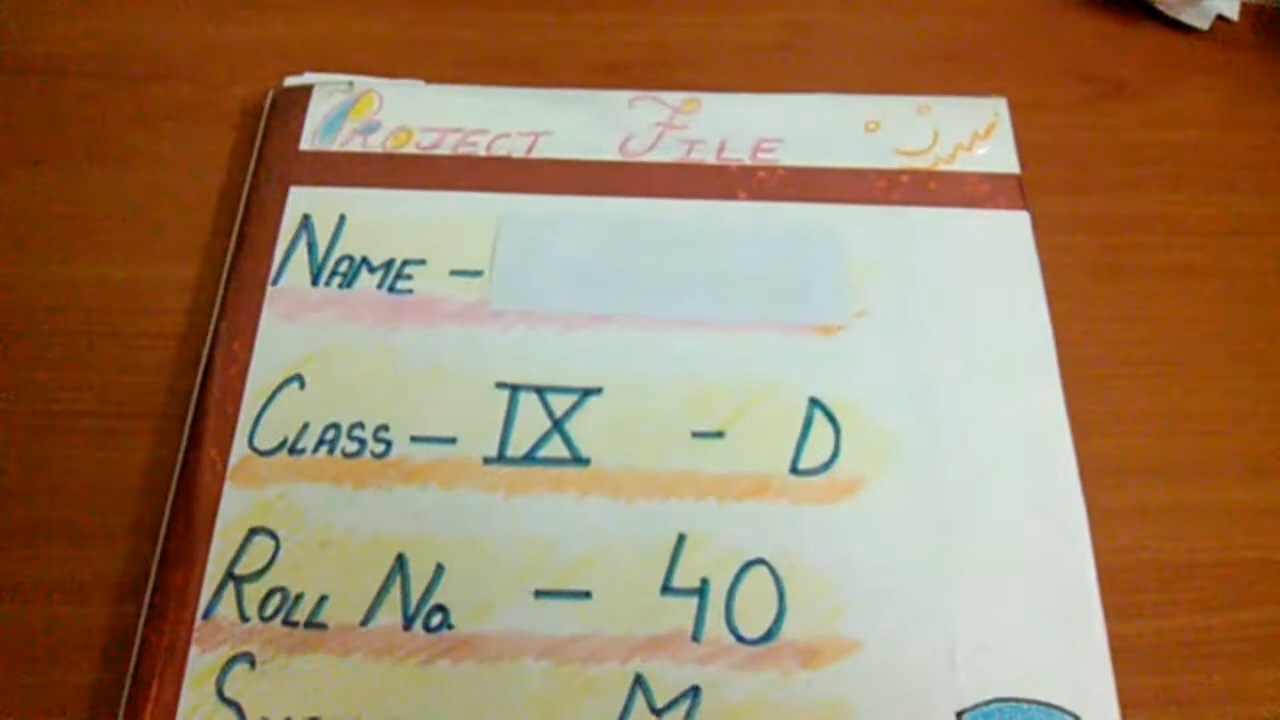 PROJECT FILE
NAME -
CLASS - IX - D
ROLL No. - 40